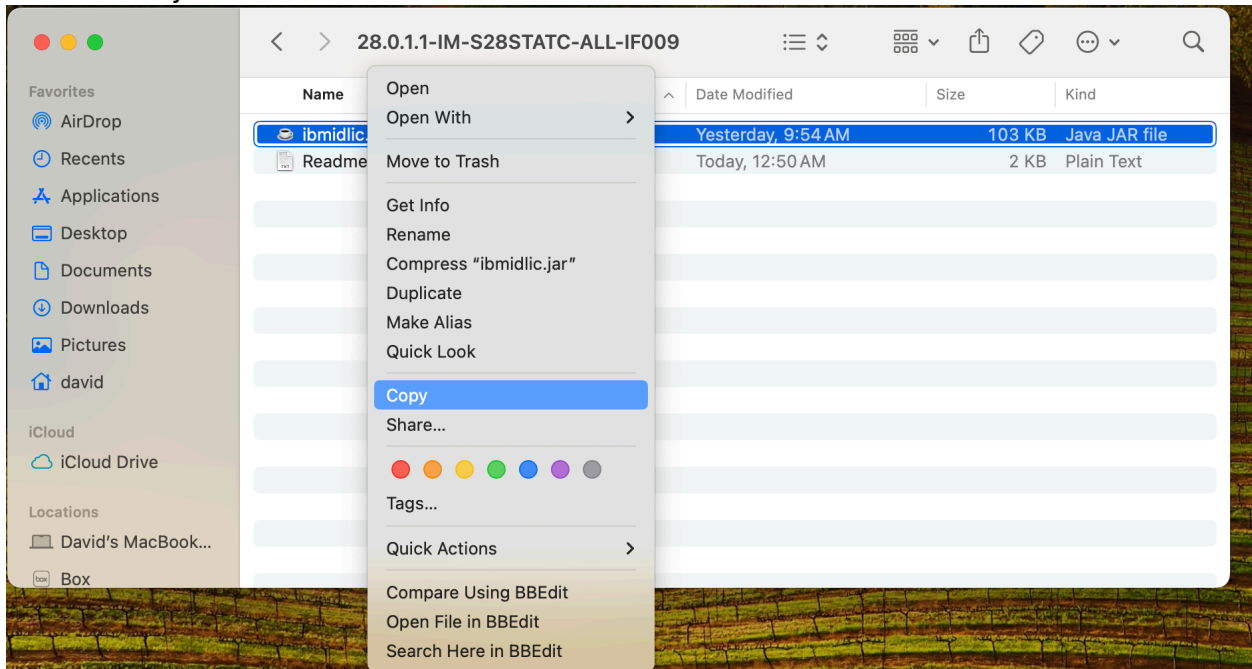 28.0.1.1-IM-S28STATC-ALL-IF009
Favorites
AirDrop
Recents
Applications
Desktop
Documents
Downloads
Pictures
david
iCloud
iCloud Drive
Locations
David's MacBook...
Box
Name
Date Modified
Size
Kind
ibmidlic.
Yesterday, 9:54 AM
103 KB
Java JAR file
Readme
Today, 12:50 AM
2 KB
Plain Text
Open
Open With
Move to Trash
Get Info
Rename
Compress “ibmidlic.jar”
Duplicate
Make Alias
Quick Look
Copy
Share...
Tags...
Quick Actions
Compare Using BBEdit
Open File in BBEdit
Search Here in BBEdit